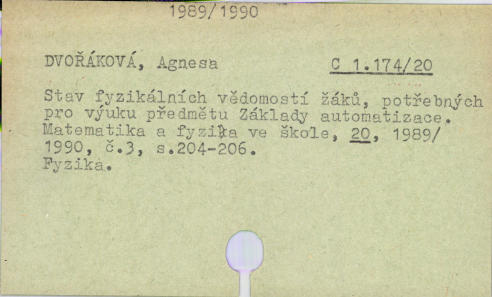 1989/1990
DVOŘÁKOVÁ, Agnesa C 1.174/20
Stav fyzikálních vědomostí žáků, potřebných
pro výuku předmětu Základy automatizace.
Matematika a fyzika ve škole, 20, 1989/
1990, č.3, s.204-206.
Fyzika.